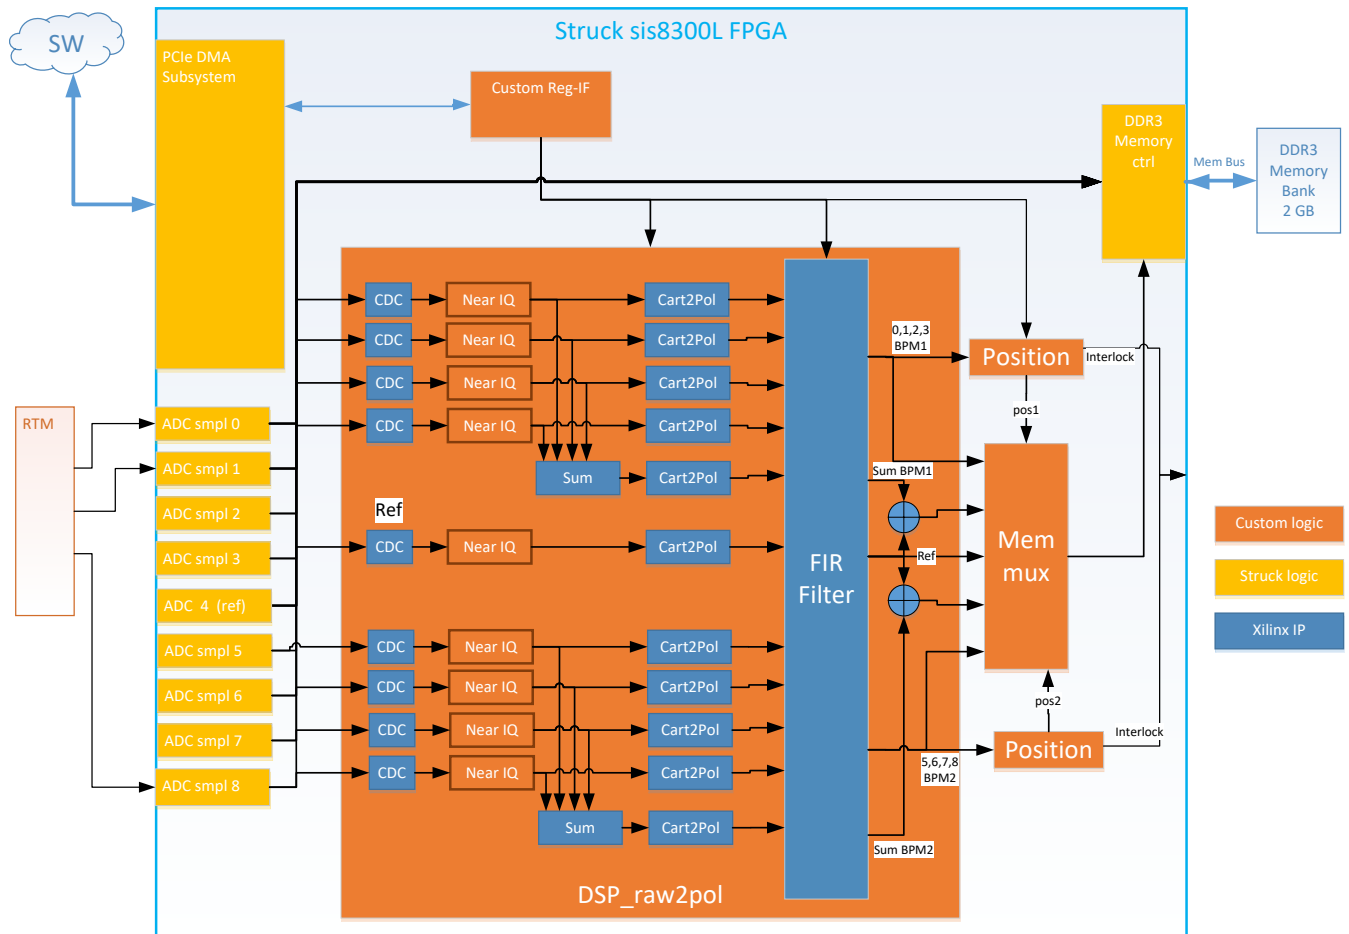 Struck sis8300L FPGA
SW
PCIe DMA
Subsystem
Custom Reg-IF
DDR3
Memory
ctrl
Mem Bus
DDR3
Memory
Bank
2 GB
RTM
ADC smpl 0
ADC smpl 1
ADC smpl 2
ADC smpl 3
ADC 4 (ref)
ADC smpl 5
ADC smpl 6
ADC smpl 7
ADC smpl 8
CDC
Near IQ
Cart2Pol
CDC
Near IQ
Cart2Pol
CDC
Near IQ
Cart2Pol
CDC
Near IQ
Cart2Pol
Sum
Cart2Pol
Ref
CDC
Near IQ
Cart2Pol
CDC
Near IQ
Cart2Pol
CDC
Near IQ
Cart2Pol
CDC
Near IQ
Cart2Pol
CDC
Near IQ
Cart2Pol
Sum
Cart2Pol
DSP_raw2pol
FIR
Filter
0,1,2,3
BPM1
Position
Interlock
pos1
Sum BPM1
Ref
Mem
mux
pos2
Position
Interlock
5,6,7,8
BPM2
Sum BPM2
Custom logic
Struck logic
Xilinx IP